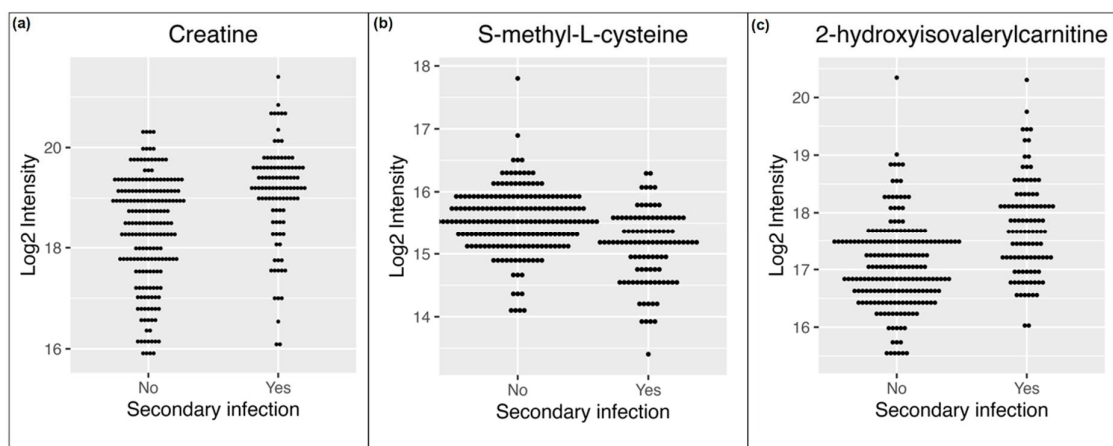 (a)
Creatine
Log2 Intensity
20
18
16
No
Yes
Secondary infection
(b)
S-methyl-L-cysteine
Log2 Intensity
18
17
16
15
14
No
Yes
Secondary infection
(c)
2-hydroxyisovalerylcarnitine
Log2 Intensity
20
19
18
17
16
No
Yes
Secondary infection